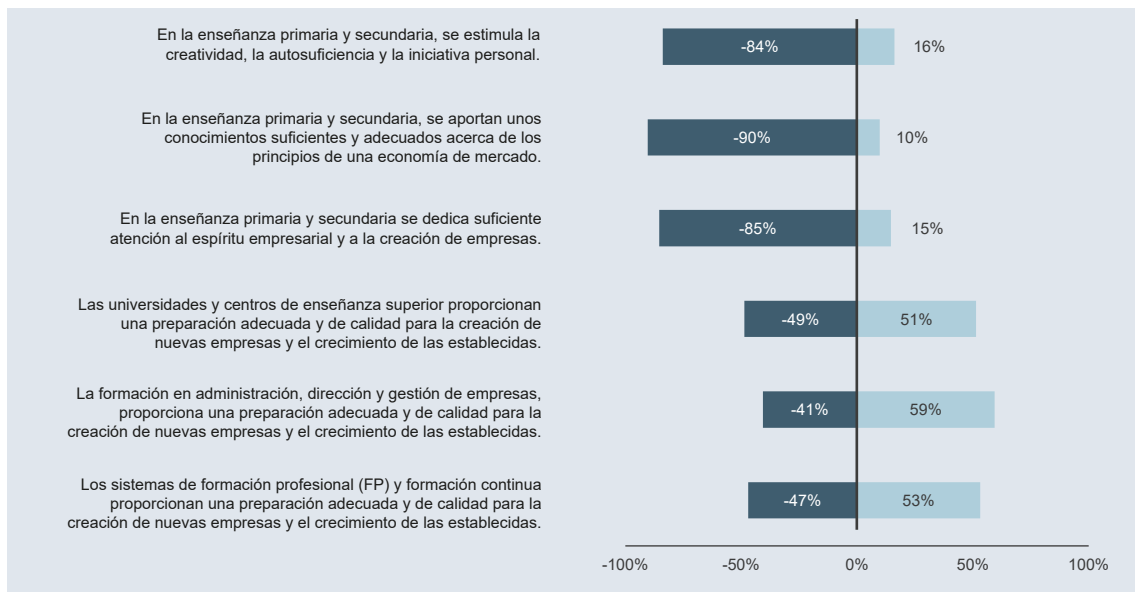 En la enseñanza primaria y secundaria, se estimula la
creatividad, la autosuficiencia y la iniciativa personal.
-84%
16%
En la enseñanza primaria y secundaria, se aportan unos
conocimientos suficientes y adecuados acerca de los
principios de una economía de mercado.
-90%
10%
En la enseñanza primaria y secundaria se dedica suficiente
atención al espíritu empresarial y a la creación de empresas.
-85%
15%
Las universidades y centros de enseñanza superior proporcionan
una preparación adecuada y de calidad para la creación de
nuevas empresas y el crecimiento de las establecidas.
-49%
51%
La formación en administración, dirección y gestión de empresas,
proporciona una preparación adecuada y de calidad para la
creación de nuevas empresas y el crecimiento de las establecidas.
-41%
59%
Los sistemas de formación profesional (FP) y formación continua
proporcionan una preparación adecuada y de calidad para la
creación de nuevas empresas y el crecimiento de las establecidas.
-47%
53%
-100%
-50%
0%
50%
100%